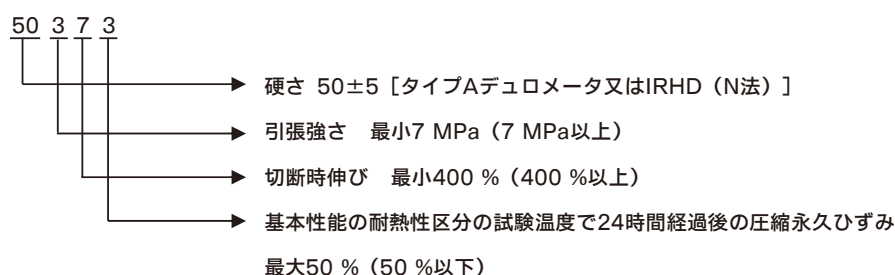 50 3 7 3
硬さ 50±5［タイプAデュロメータ又はIRHD（N法）］
引張強さ　最小7 MPa（7 MPa以上）
切断時伸び　最小400 %（400 %以上）
基本性能の耐熱性区分の試験温度で24時間経過後の圧縮永久ひずみ
最大50 %（50 %以下）